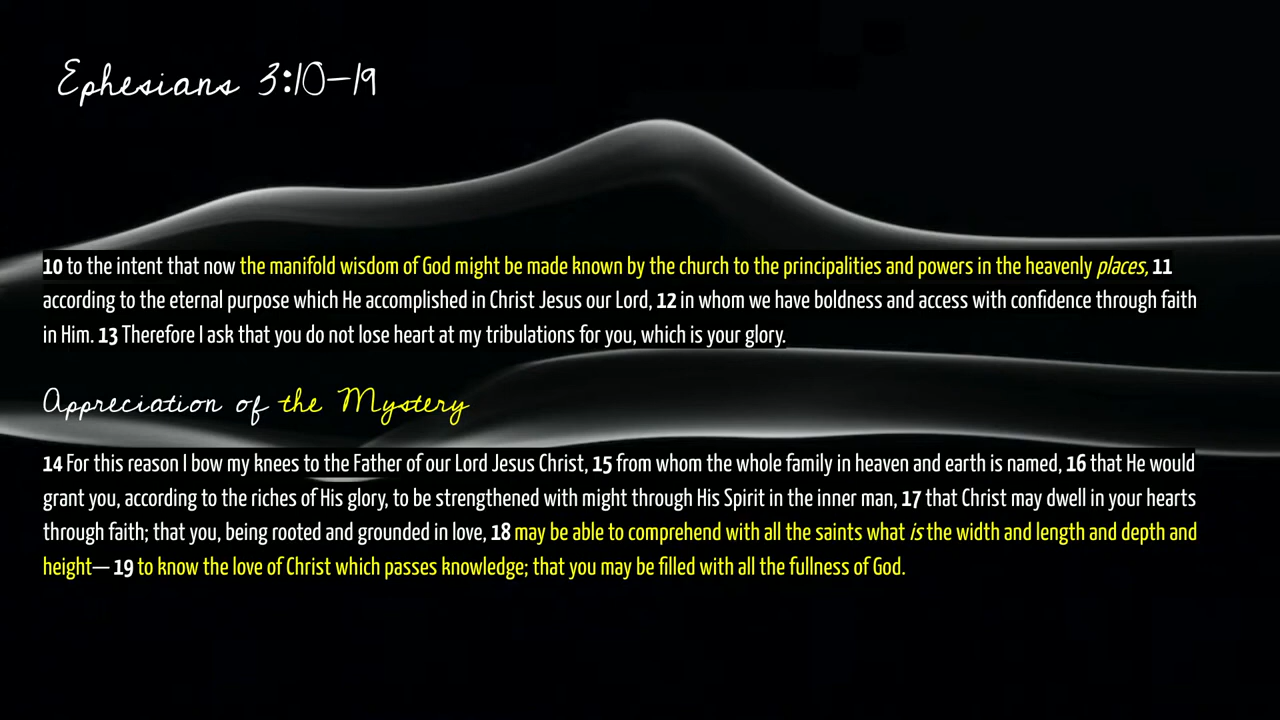 Ephesians 3:10-19
10 to the intent that now the manifold wisdom of God might be made known by the church to the principalities and powers in the heavenly places, 11
according to the eternal purpose which He accomplished in Christ Jesus our Lord, 12 in whom we have boldness and access with confidence through faith
in Him. 13 Therefore I ask that you do not lose heart at my tribulations for you, which is your glory.
Appreciation of the Mystery
14 For this reason I bow my knees to the Father of our Lord Jesus Christ, 15 from whom the whole family in heaven and earth is named, 16 that He would
grant you, according to the riches of His glory, to be strengthened with might through His Spirit in the inner man, 17 that Christ may dwell in your hearts
through faith; that you, being rooted and grounded in love, 18 may be able to comprehend with all the saints what is the width and length and depth and
height— 19 to know the love of Christ which passes knowledge; that you may be filled with all the fullness of God.